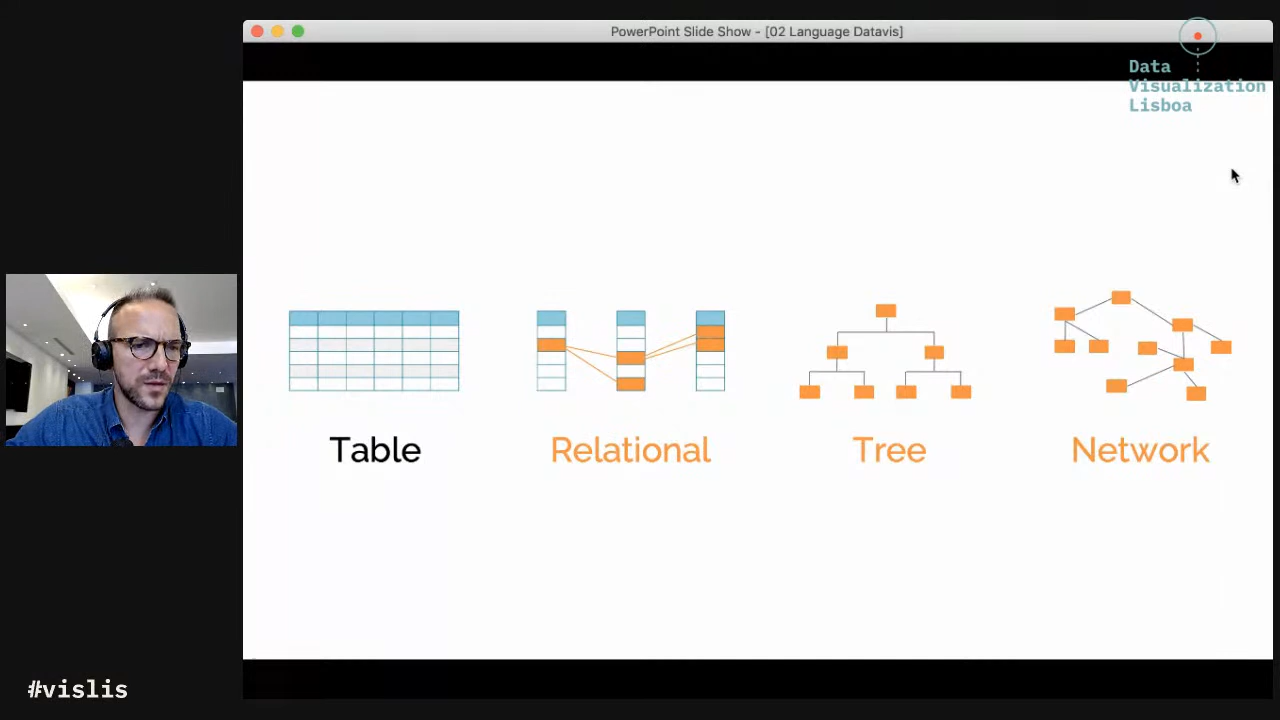 PowerPoint Slide Show - [02 Language Datavis]
Data
Visualization
Lisboa
Table
Relational
Tree
Network
#vislis